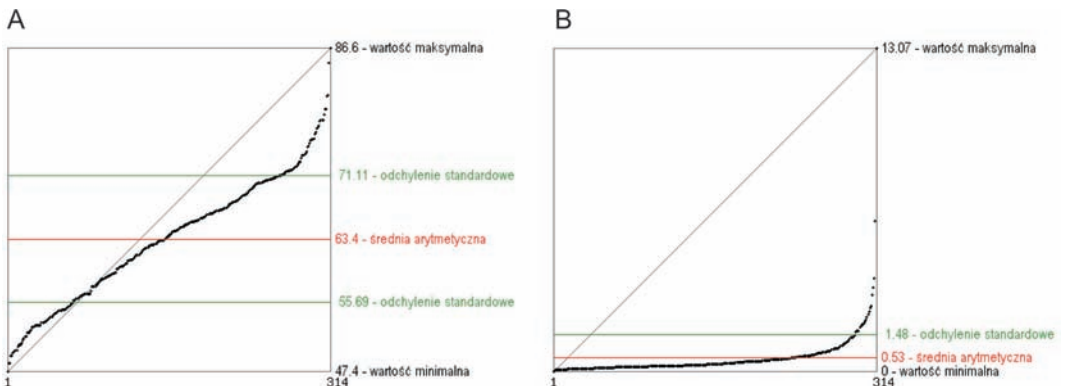 A
86.6 - wartość maksymalna
71.11 - odchylenie standardowe
63.4 - średnia arytmetyczna
55.69 - odchylenie standardowe
47.4 - wartość minimalna
1
314
B
13.07 - wartość maksymalna
1.48 - odchylenie standardowe
0.53 - średnia arytmetyczna
0 - wartość minimalna
1
314